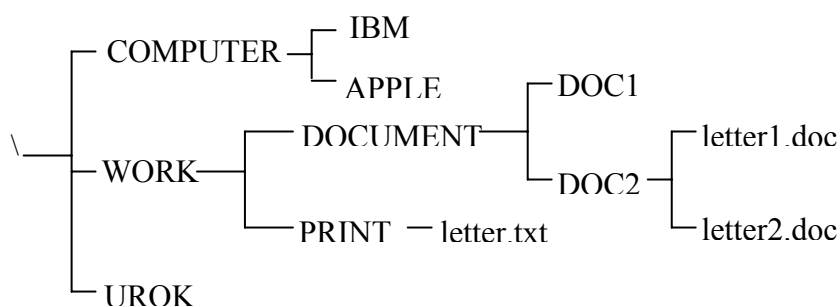 IBM
COMPUTER
APPLE
DOC1
\
DOCUMENT
letter1.doc
WORK
DOC2
PRINT
letter.txt
letter2.doc
UROK